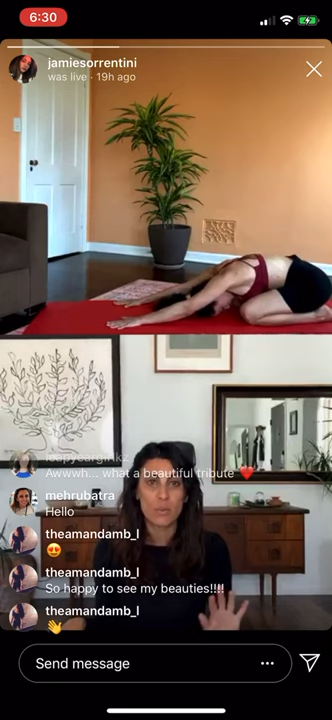 6:30
jamiesorrentini
was live · 19h ago
leapyeargirlkz
Awwwh... what a beautiful tribute ❤️
mehrubatra
Hello
theamandamb_l
😍
theamandamb_l
So happy to see my beauties!!!!
theamandamb_l
👋
Send message